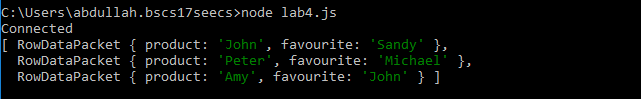 C:\Users\abdullah.bscs17seecs>node lab4.js
Connected
[ RowDataPacket { product: 'John', favourite: 'Sandy' },
  RowDataPacket { product: 'Peter', favourite: 'Michael' },
  RowDataPacket { product: 'Amy', favourite: 'John' } ]